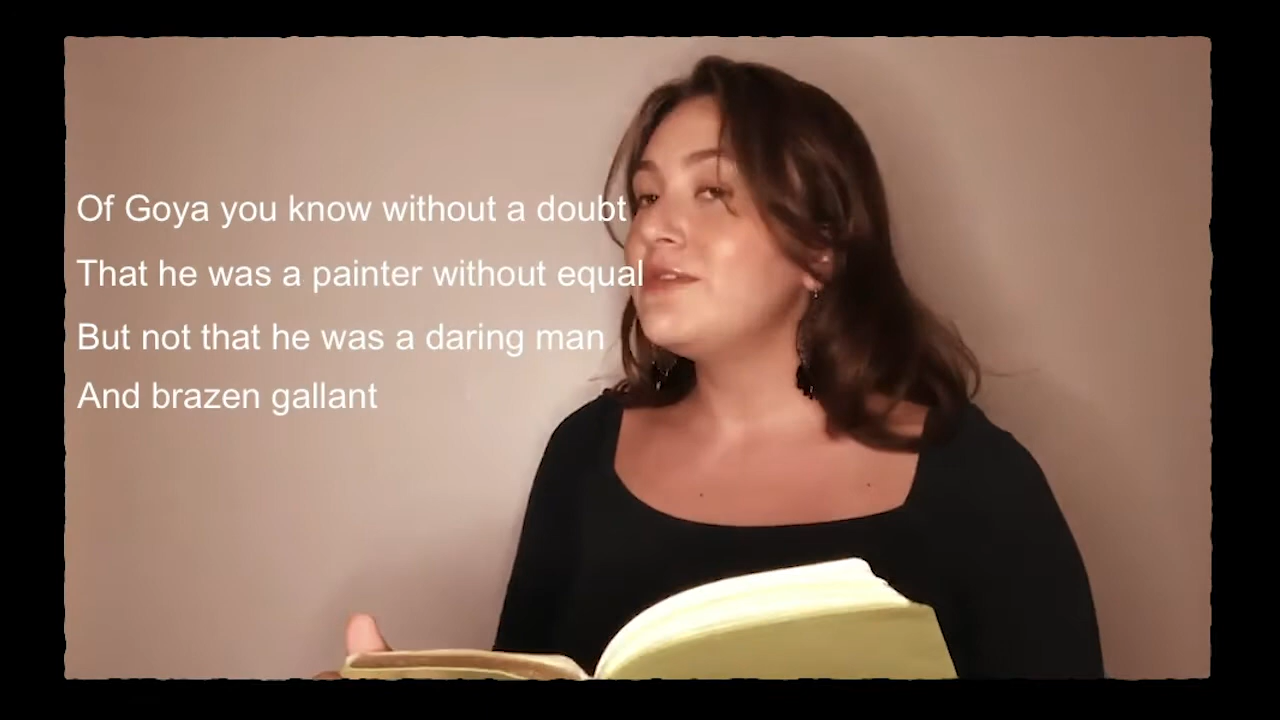 Of Goya you know without a doubt
That he was a painter without equal
But not that he was a daring man
And brazen gallant